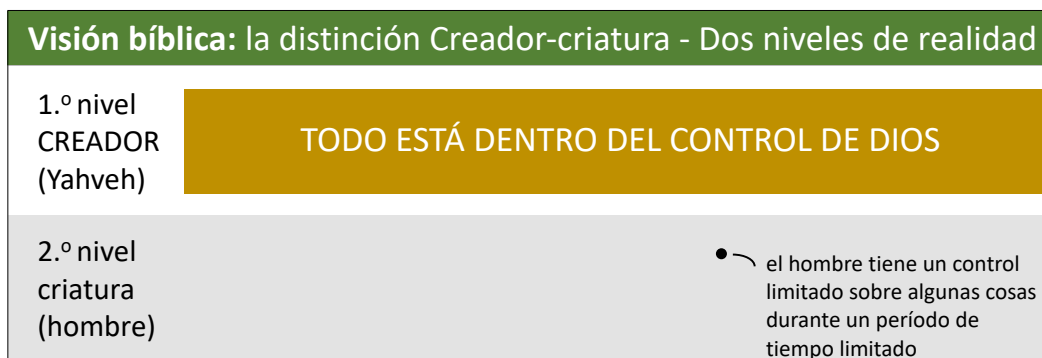 Visión bíblica: la distinción Creador-criatura - Dos niveles de realidad
1.º nivel
CREADOR
(Yahveh)
TODO ESTÁ DENTRO DEL CONTROL DE DIOS
2.º nivel
criatura
(hombre)
el hombre tiene un control
limitado sobre algunas cosas
durante un período de
tiempo limitado